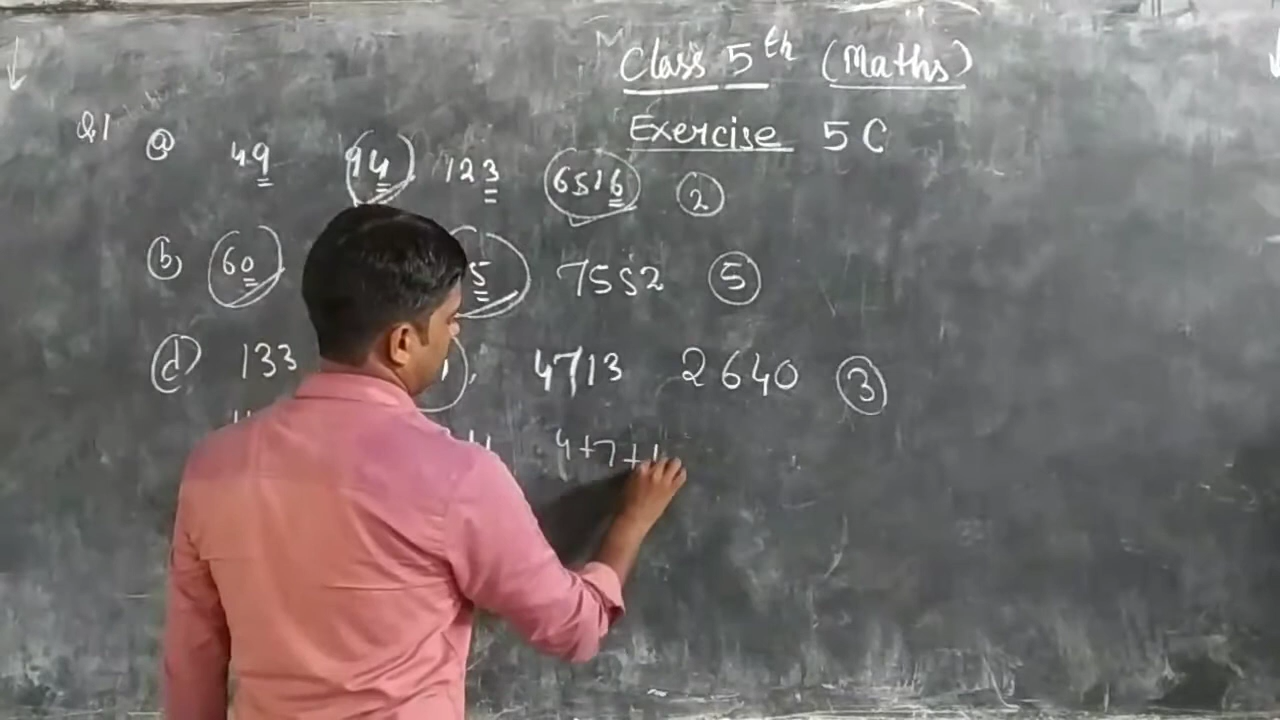 Class 5th (Maths)
Exercise 5C
Q1
(a) 49 94 123 6516 (2)
(b) 60 5 7552 (5)
(d) 133 1, 4713 2640 (3)
4+7+1